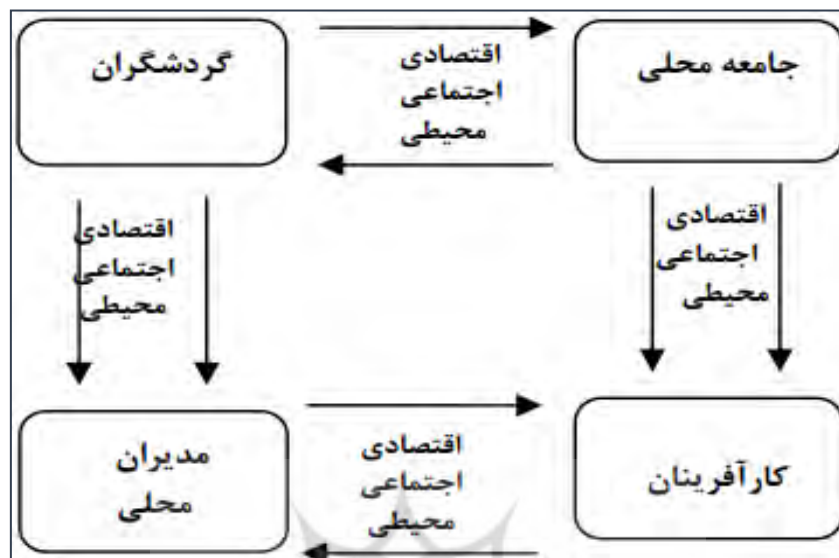 جامعه محلی
اقتصادی
اجتماعی
محیطی
گردشگران
اقتصادی
اجتماعی
محیطی
اقتصادی
اجتماعی
محیطی
کارآفرینان
اقتصادی
اجتماعی
محیطی
مدیران
محلی